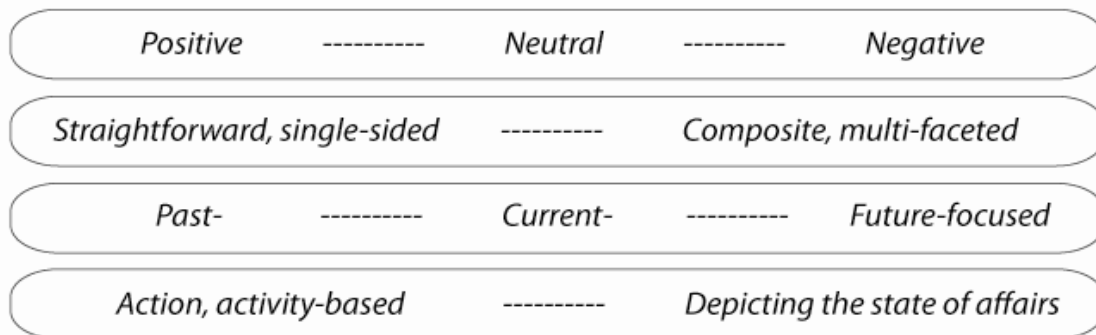 Positive ---------- Neutral ---------- Negative
Straightforward, single-sided ---------- Composite, multi-faceted
Past- ---------- Current- ---------- Future-focused
Action, activity-based ---------- Depicting the state of affairs